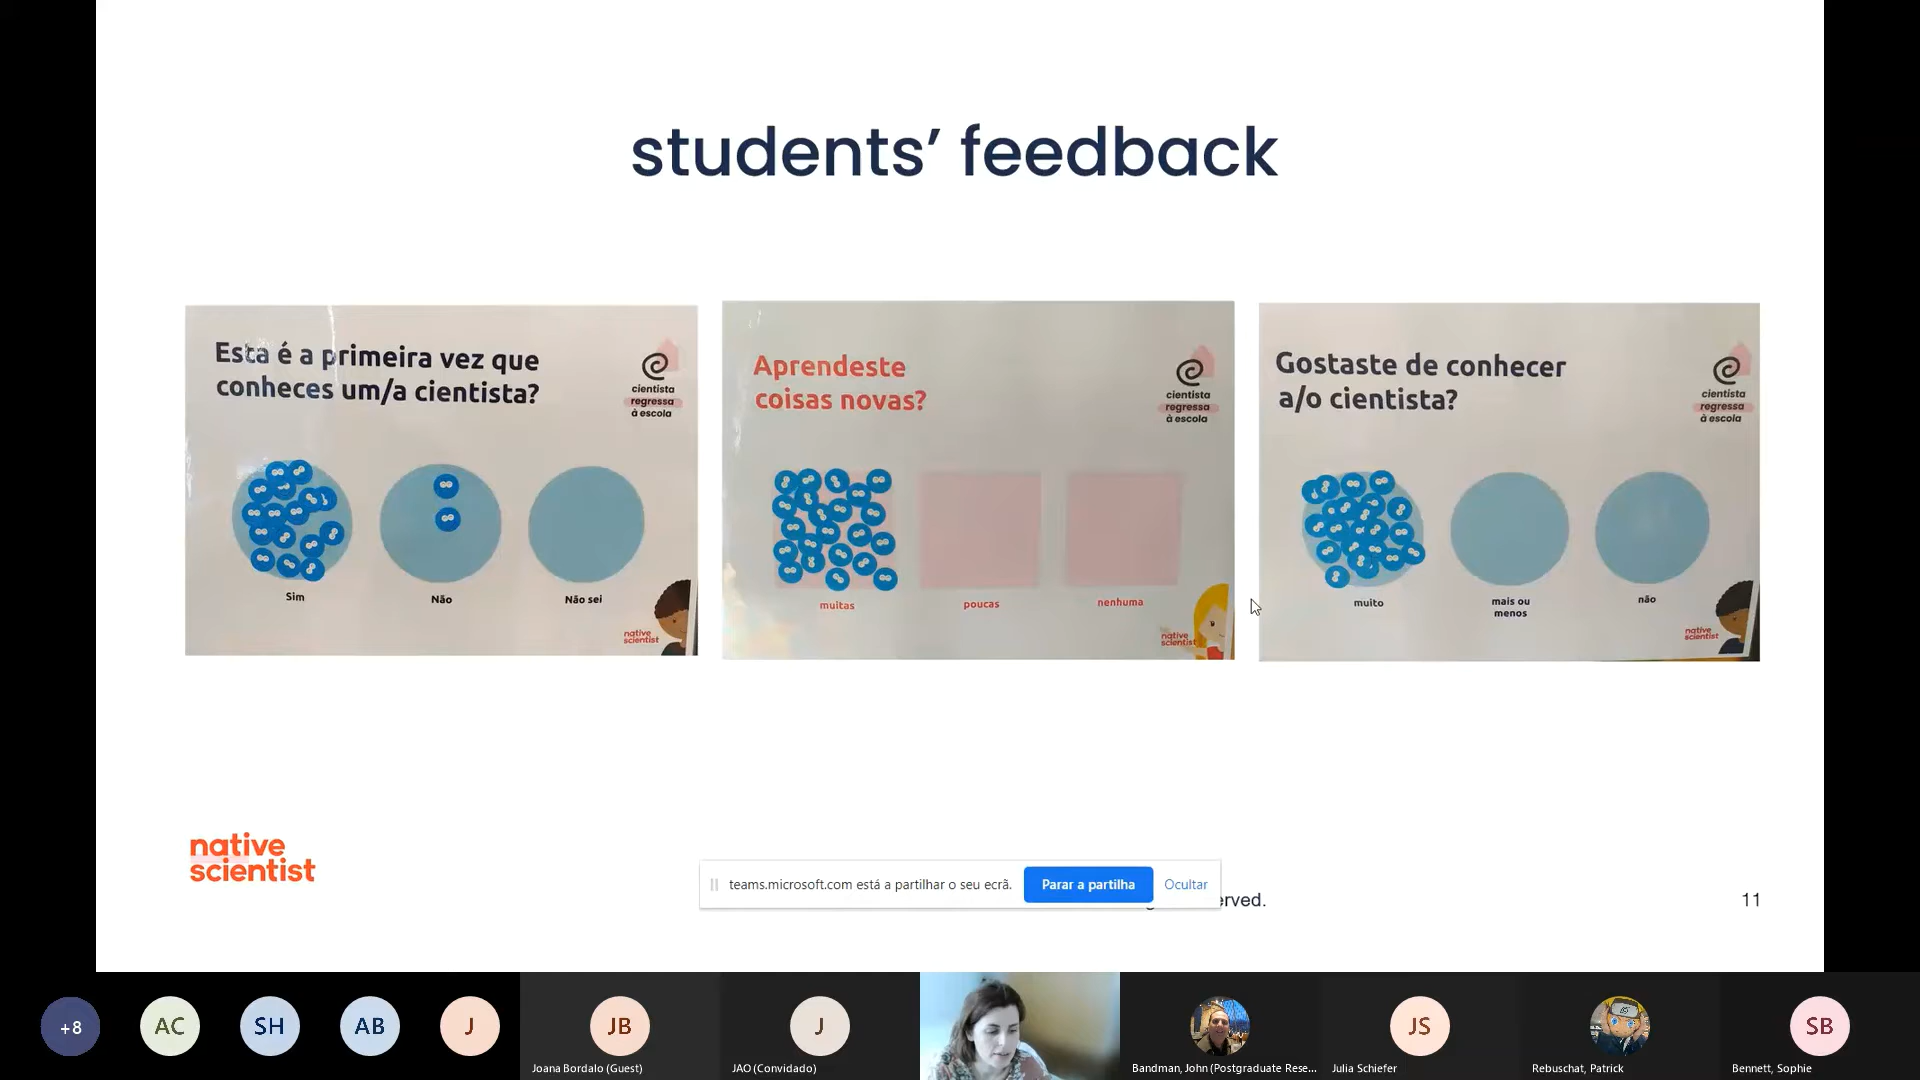 students’ feedback
Esta é a primeira vez que
conheces um/a cientista?
cientista
regressa
à escola
Sim
Não
Não sei
native
scientist
Aprendeste
coisas novas?
cientista
regressa
à escola
muitas
poucas
nenhuma
native
scientist
Gostaste de conhecer
a/o cientista?
cientista
regressa
à escola
muito
mais ou
menos
não
native
scientist
native
scientist
teams.microsoft.com está a partilhar o seu ecrã.
Parar a partilha
Ocultar
11
+8
AC
SH
AB
J
JB
Joana Bordalo (Guest)
J
JAO (Convidado)
Bandman, John (Postgraduate Rese...
JS
Julia Schiefer
Rebuschat, Patrick
SB
Bennett, Sophie